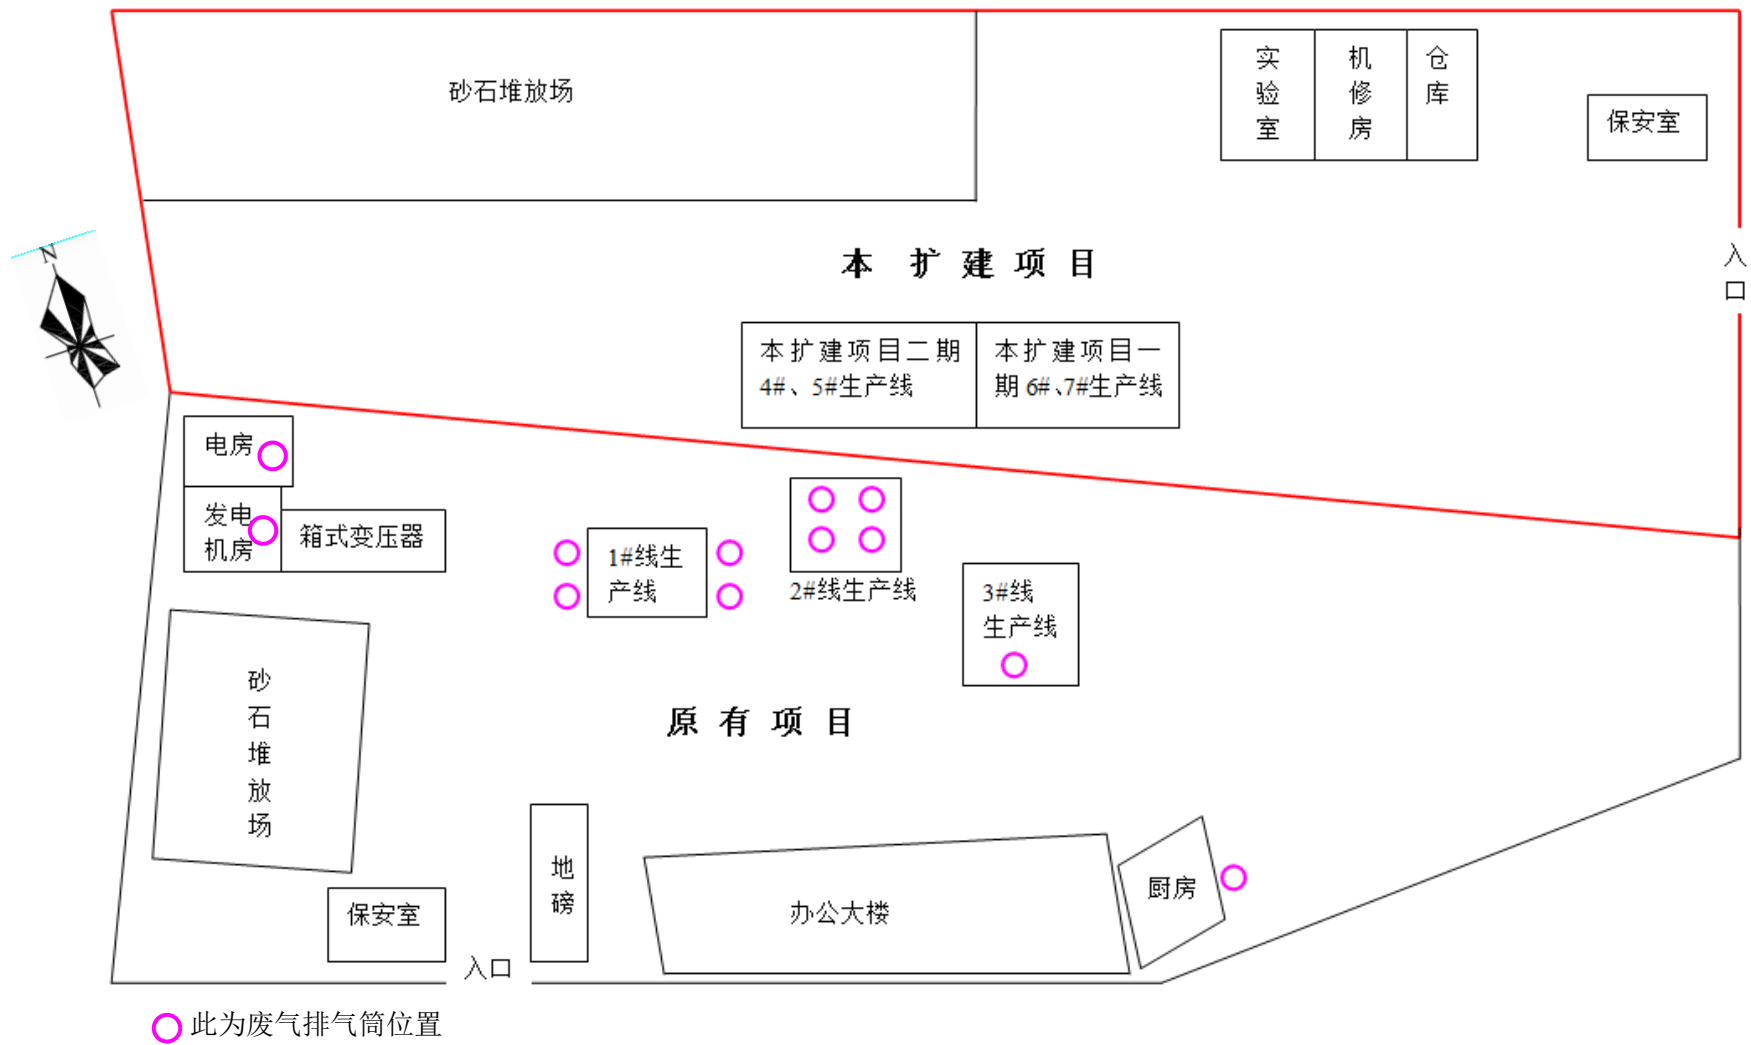 砂石堆放场
实验室
机修房
仓库
保安室
N
本 扩 建 项 目
入口
本扩建项目二期
4#、5#生产线
本扩建项目一
期 6#、7#生产线
电房
发电
机房
箱式变压器
1#线生
产线
2#线生产线
3#线
生产线
砂石堆放场
原 有 项 目
地磅
办公大楼
厨房
保安室
入口
此为废气排气筒位置